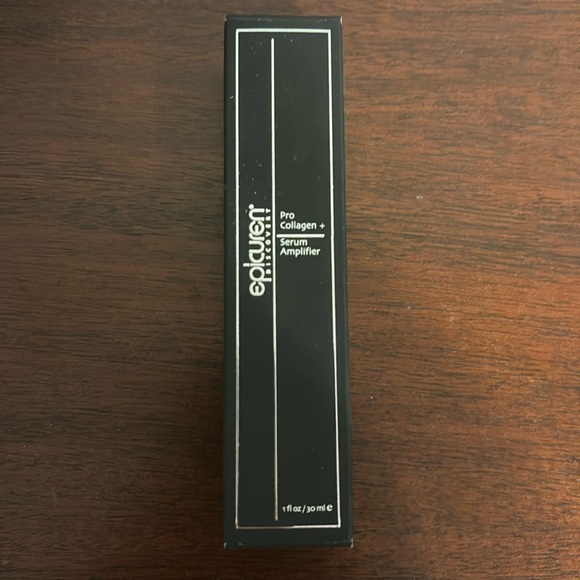 epicuren®
DISCOVERY
Pro
Collagen +
Serum
Amplifier
1 fl oz / 30 ml e